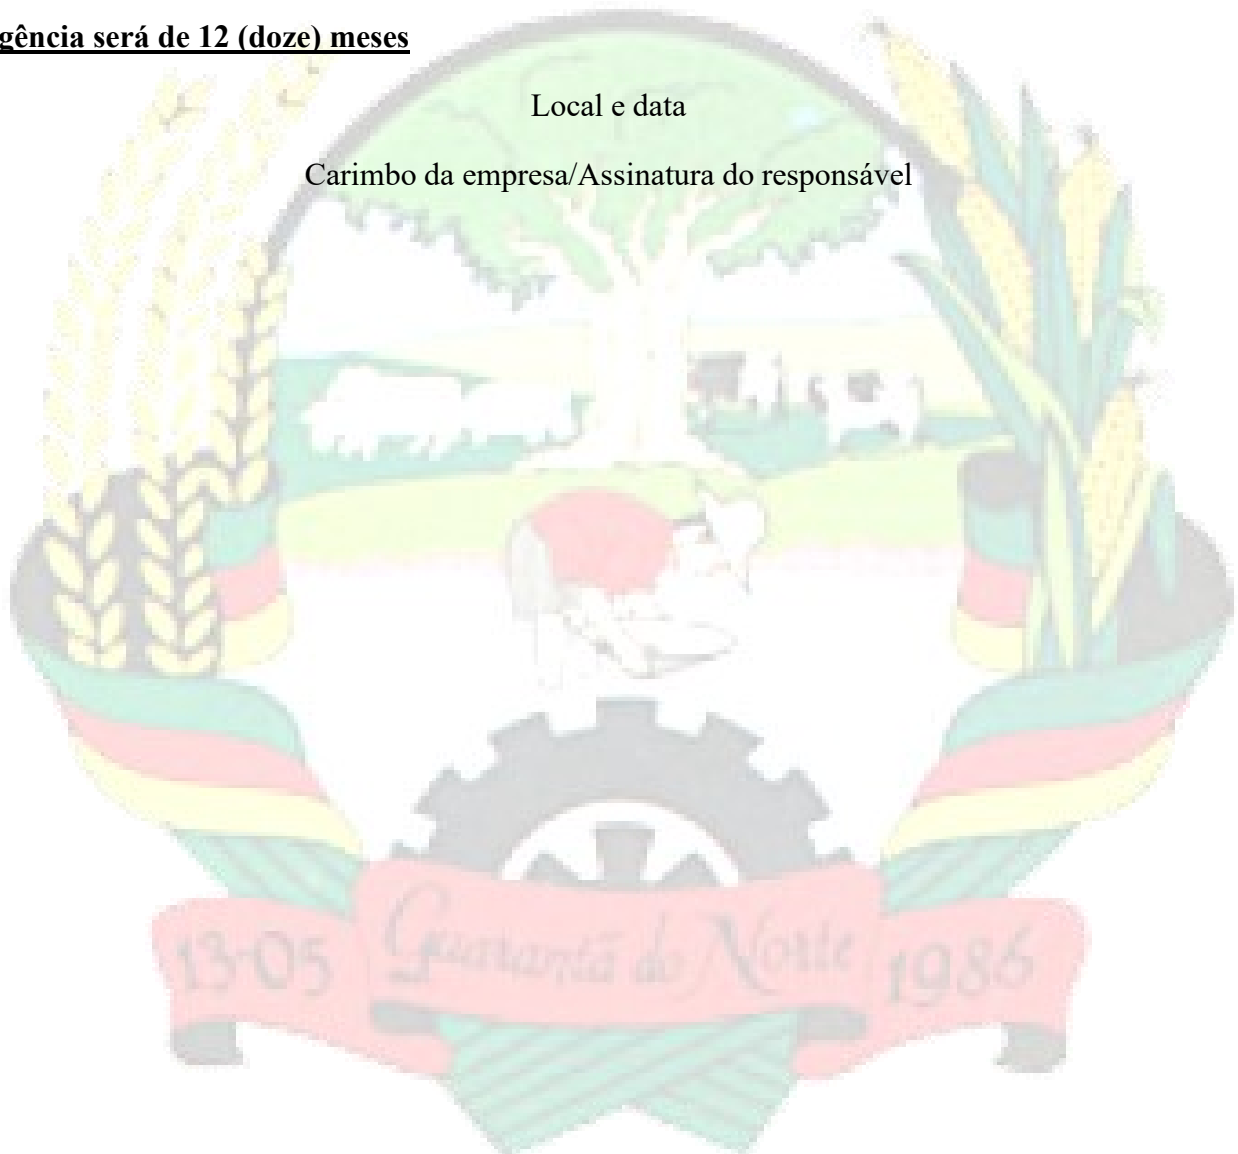 gência será de 12 (doze) meses
Local e data
Carimbo da empresa/Assinatura do responsável
13-05 Guarantã do Norte 1986